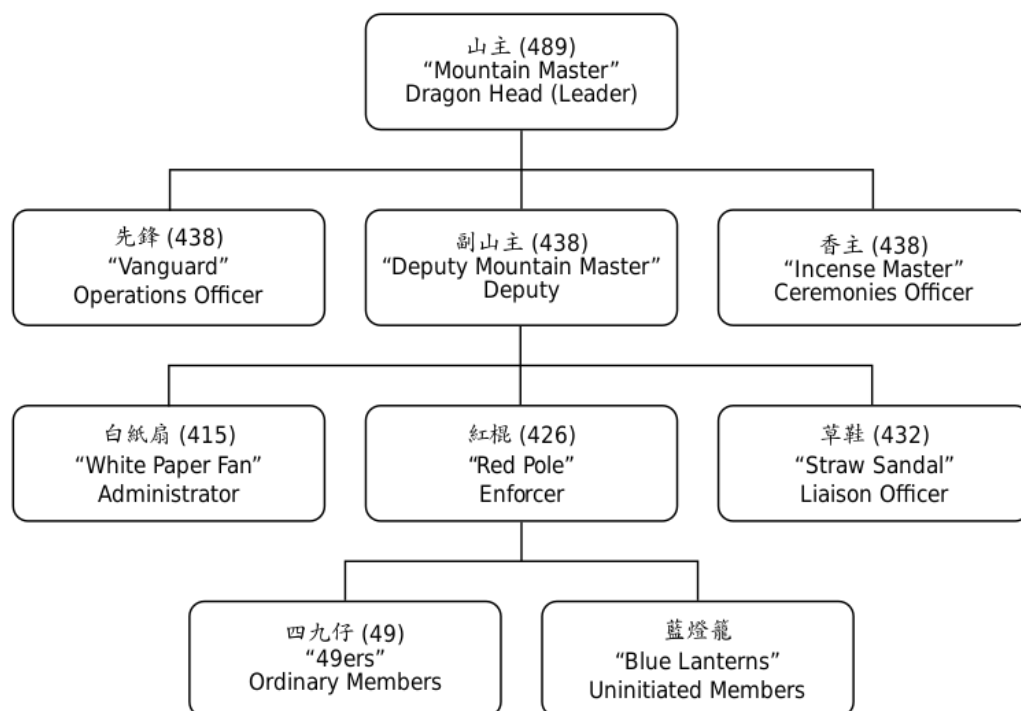 山主 (489)
“Mountain Master”
Dragon Head (Leader)
先鋒 (438)
“Vanguard”
Operations Officer
副山主 (438)
“Deputy Mountain Master”
Deputy
香主 (438)
“Incense Master”
Ceremonies Officer
白紙扇 (415)
“White Paper Fan”
Administrator
紅棍 (426)
“Red Pole”
Enforcer
草鞋 (432)
“Straw Sandal”
Liaison Officer
四九仔 (49)
“49ers”
Ordinary Members
藍燈籠
“Blue Lanterns”
Uninitiated Members